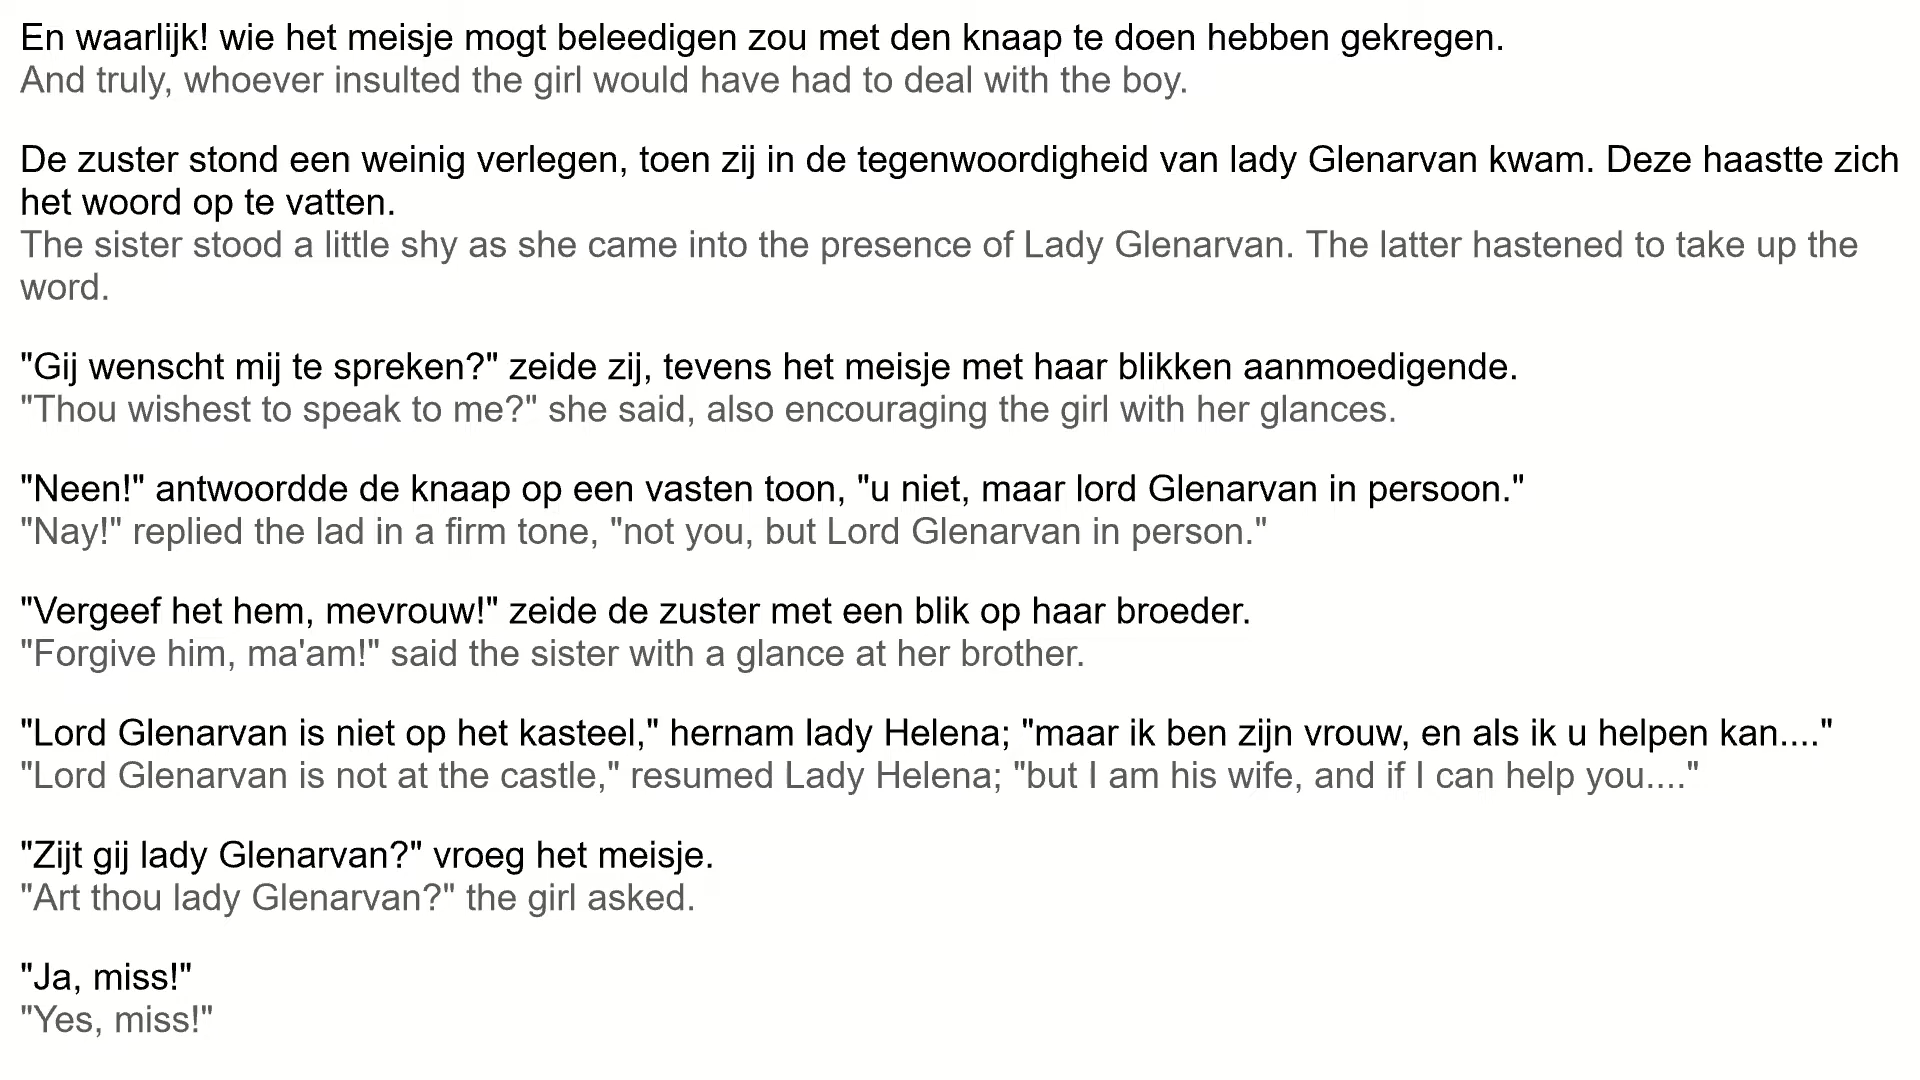 En waarlijk! wie het meisje mogt beleedigen zou met den knaap te doen hebben gekregen.
And truly, whoever insulted the girl would have had to deal with the boy.
De zuster stond een weinig verlegen, toen zij in de tegenwoordigheid van lady Glenarvan kwam. Deze haastte zich
het woord op te vatten.
The sister stood a little shy as she came into the presence of Lady Glenarvan. The latter hastened to take up the
word.
"Gij wenscht mij te spreken?" zeide zij, tevens het meisje met haar blikken aanmoedigende.
"Thou wishest to speak to me?" she said, also encouraging the girl with her glances.
"Neen!" antwoordde de knaap op een vasten toon, "u niet, maar lord Glenarvan in persoon."
"Nay!" replied the lad in a firm tone, "not you, but Lord Glenarvan in person."
"Vergeef het hem, mevrouw!" zeide de zuster met een blik op haar broeder.
"Forgive him, ma'am!" said the sister with a glance at her brother.
"Lord Glenarvan is niet op het kasteel," hernam lady Helena; "maar ik ben zijn vrouw, en als ik u helpen kan...."
"Lord Glenarvan is not at the castle," resumed Lady Helena; "but I am his wife, and if I can help you...."
"Zijt gij lady Glenarvan?" vroeg het meisje.
"Art thou lady Glenarvan?" the girl asked.
"Ja, miss!"
"Yes, miss!"